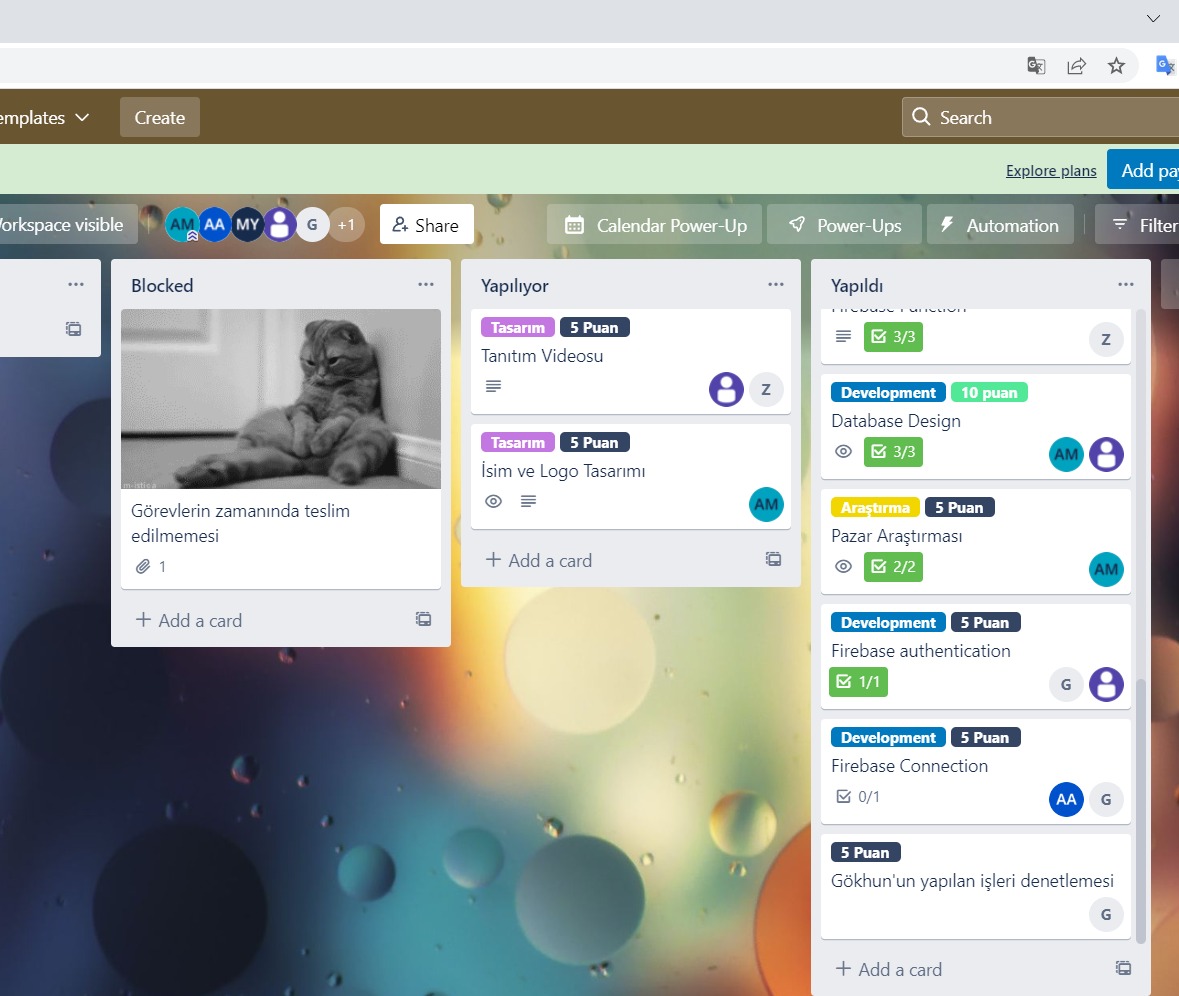 emplates
Create
Search
Explore plans
Add pa
Workspace visible
AM
AA
MY
G
+1
Share
Calendar Power-Up
Power-Ups
Automation
Filter
Blocked
Görevlerin zamanında teslim
edilmemesi
1
+ Add a card
Yapılıyor
Tasarım
5 Puan
Tanıtım Videosu
Z
Tasarım
5 Puan
İsim ve Logo Tasarımı
AM
+ Add a card
Yapıldı
Firebase Function
3/3
Z
Development
10 puan
Database Design
3/3
AM
Araştırma
5 Puan
Pazar Araştırması
2/2
AM
Development
5 Puan
Firebase authentication
1/1
G
Development
5 Puan
Firebase Connection
0/1
AA
G
5 Puan
Gökhun'un yapılan işleri denetlemesi
G
+ Add a card